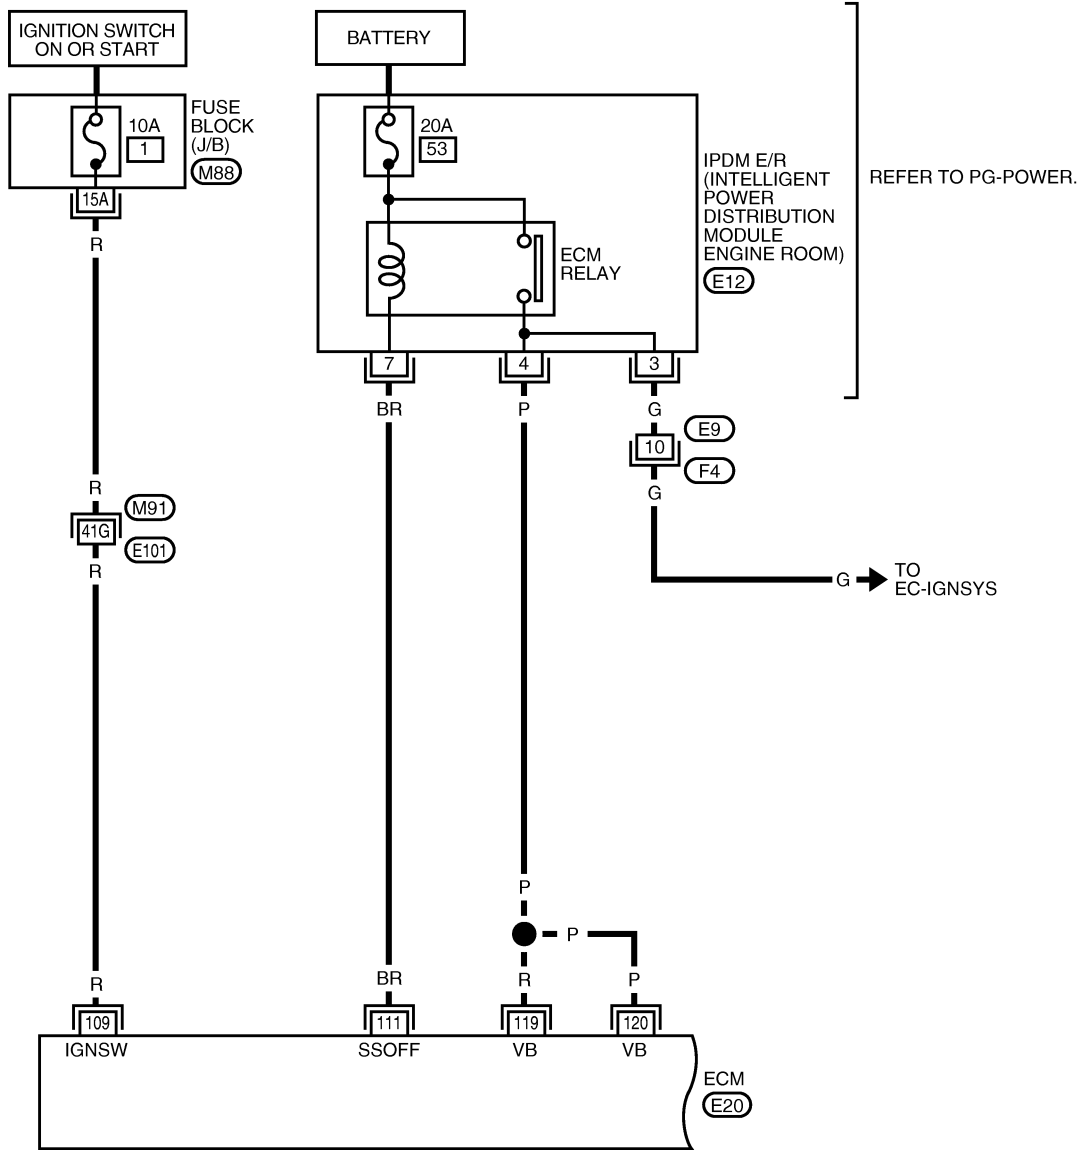 IGNITION SWITCH
ON OR START
BATTERY
FUSE
BLOCK
(J/B)
M88
10A
1
15A
R
20A
53
ECM
RELAY
IPDM E/R
(INTELLIGENT
POWER
DISTRIBUTION
MODULE
ENGINE ROOM)
E12
REFER TO PG-POWER.
7
4
3
BR
P
G
10
E9
F4
G
R
M91
41G
E101
R
G
TO
EC-IGNSYS
P
P
R
BR
R
P
109
111
119
120
IGNSW
SSOFF
VB
VB
ECM
E20